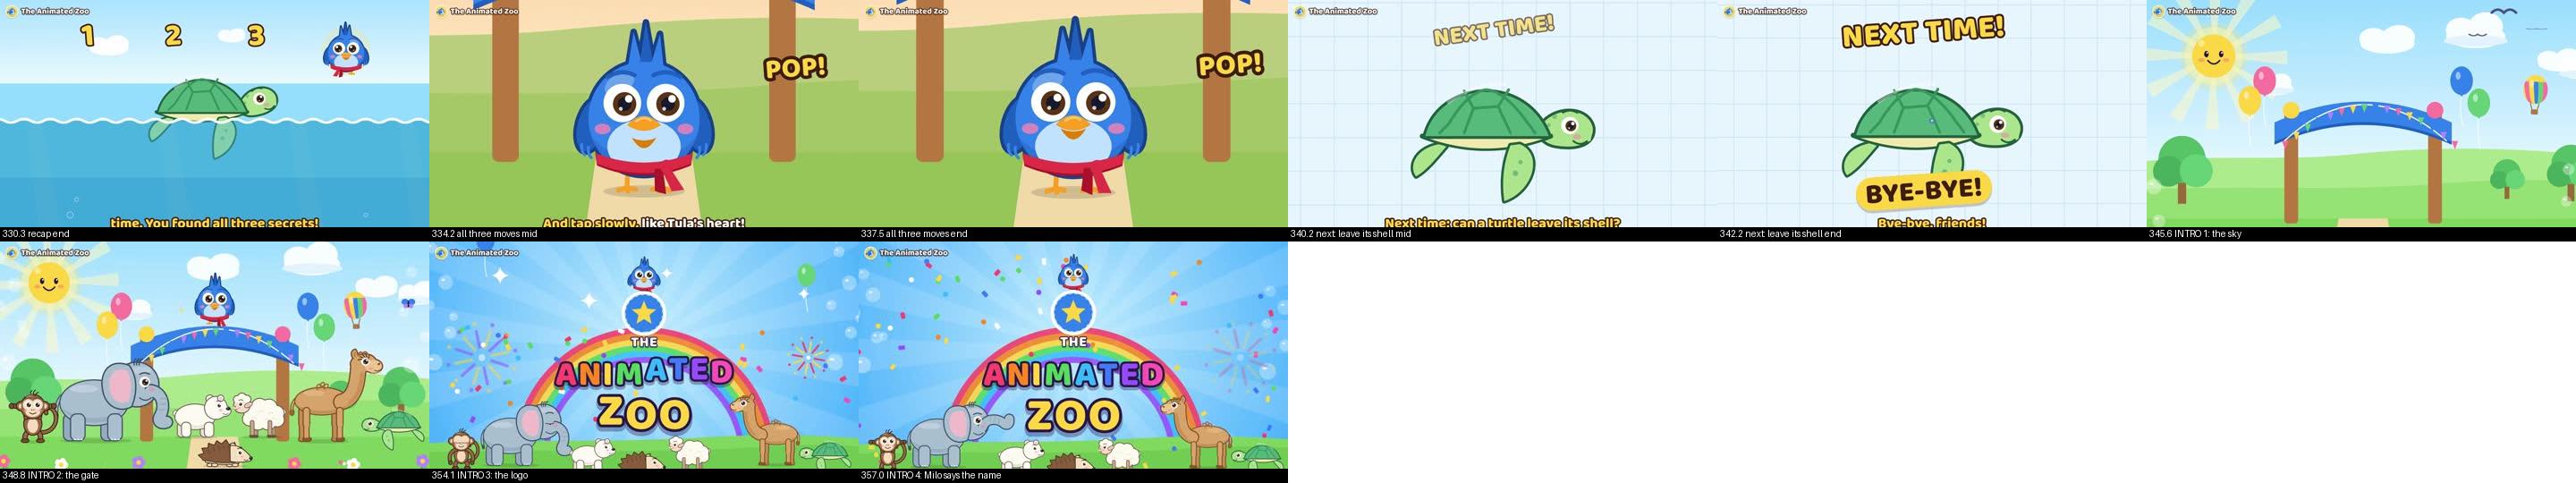 The Animated Zoo
1 2 3
time. You found all three secrets!
330.3 recap end
The Animated Zoo
POP!
And tap slowly, like Tula's heart!
334.2 all three moves mid
The Animated Zoo
POP!
337.5 all three moves end
The Animated Zoo
NEXT TIME!
Next time: can a turtle leave its shell?
340.2 next: leave its shell mid
The Animated Zoo
NEXT TIME!
BYE-BYE!
Bye-bye, friends!
342.2 next: leave its shell end
The Animated Zoo
345.6 INTRO 1: the sky
The Animated Zoo
348.8 INTRO 2: the gate
The Animated Zoo
THE
ANIMATED
ZOO
354.1 INTRO 3: the logo
The Animated Zoo
THE
ANIMATED
ZOO
357.0 INTRO 4: Milo says the name